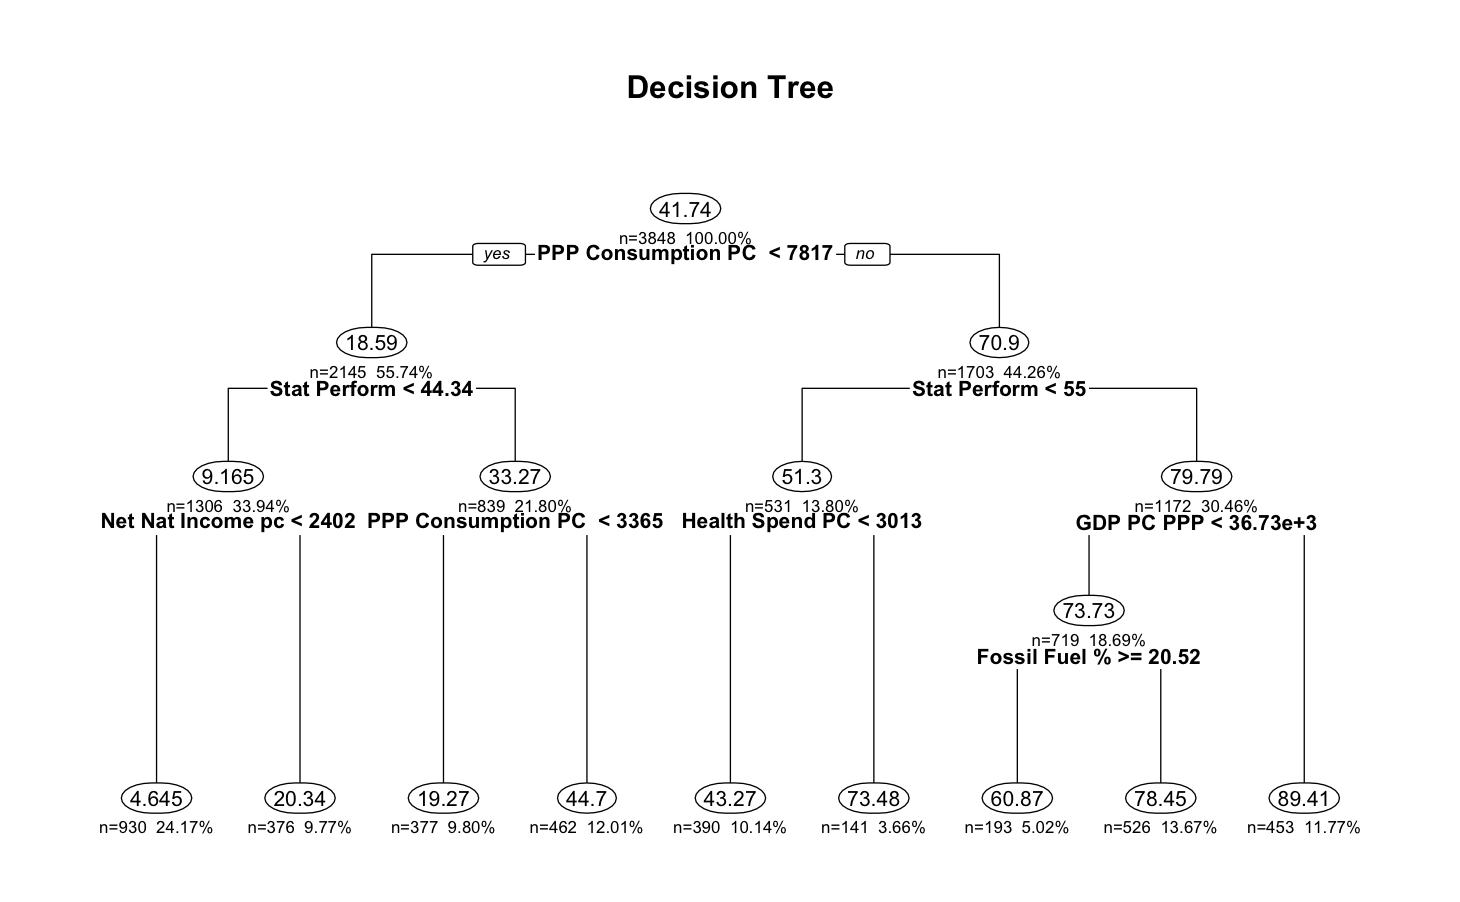 Decision Tree
41.74
n=3848 100.00%
yes PPP Consumption PC < 7817 no
18.59 70.9
n=2145 55.74% n=1703 44.26%
Stat Perform < 44.34 Stat Perform < 55
9.165 33.27 51.3 79.79
n=1306 33.94% n=839 21.80% n=531 13.80% n=1172 30.46%
Net Nat Income pc < 2402 PPP Consumption PC < 3365 Health Spend PC < 3013 GDP PC PPP < 36.73e+3
73.73
n=719 18.69%
Fossil Fuel % >= 20.52
4.645 20.34 19.27 44.7 43.27 73.48 60.87 78.45 89.41
n=930 24.17% n=376 9.77% n=377 9.80% n=462 12.01% n=390 10.14% n=141 3.66% n=193 5.02% n=526 13.67% n=453 11.77%